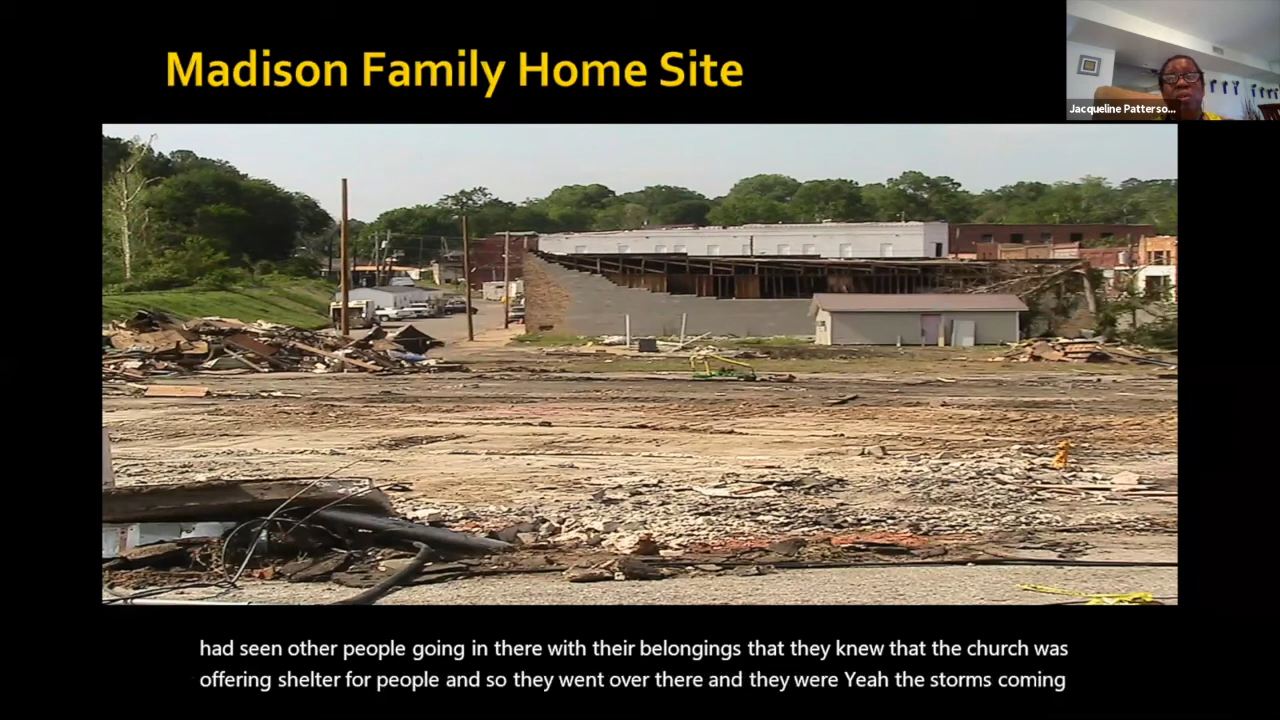 Madison Family Home Site
Jacqueline Patterso...
had seen other people going in there with their belongings that they knew that the church was
offering shelter for people and so they went over there and they were Yeah the storms coming